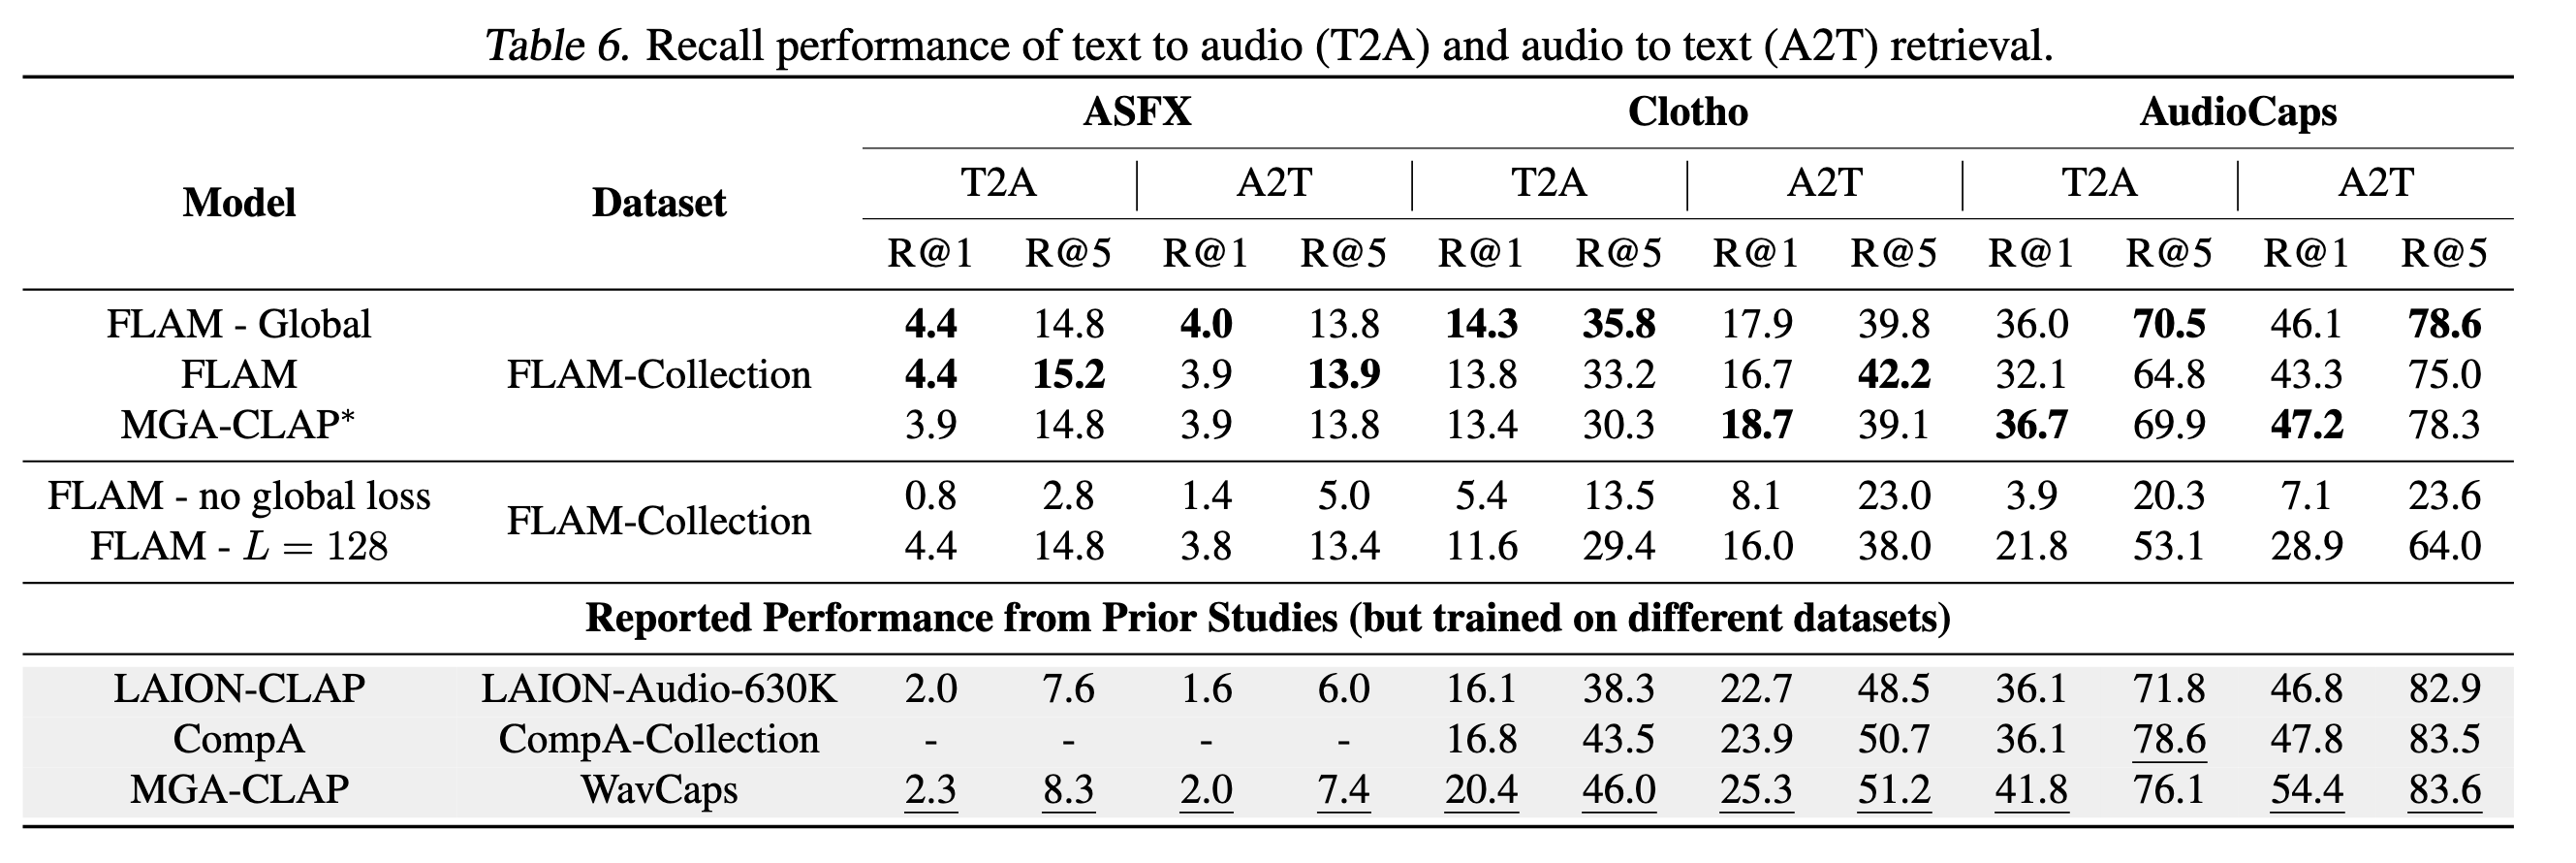 Table 6. Recall performance of text to audio (T2A) and audio to text (A2T) retrieval.
Model Dataset ASFX Clotho AudioCaps
T2A A2T T2A A2T T2A A2T
R@1 R@5 R@1 R@5 R@1 R@5 R@1 R@5 R@1 R@5 R@1 R@5
FLAM - Global 4.4 14.8 4.0 13.8 14.3 35.8 17.9 39.8 36.0 70.5 46.1 78.6
FLAM FLAM-Collection 4.4 15.2 3.9 13.9 13.8 33.2 16.7 42.2 32.1 64.8 43.3 75.0
MGA-CLAP* 3.9 14.8 3.9 13.8 13.4 30.3 18.7 39.1 36.7 69.9 47.2 78.3
FLAM - no global loss FLAM-Collection 0.8 2.8 1.4 5.0 5.4 13.5 8.1 23.0 3.9 20.3 7.1 23.6
FLAM - L = 128 4.4 14.8 3.8 13.4 11.6 29.4 16.0 38.0 21.8 53.1 28.9 64.0
Reported Performance from Prior Studies (but trained on different datasets)
LAION-CLAP LAION-Audio-630K 2.0 7.6 1.6 6.0 16.1 38.3 22.7 48.5 36.1 71.8 46.8 82.9
CompA CompA-Collection - - - - 16.8 43.5 23.9 50.7 36.1 78.6 47.8 83.5
MGA-CLAP WavCaps 2.3 8.3 2.0 7.4 20.4 46.0 25.3 51.2 41.8 76.1 54.4 83.6